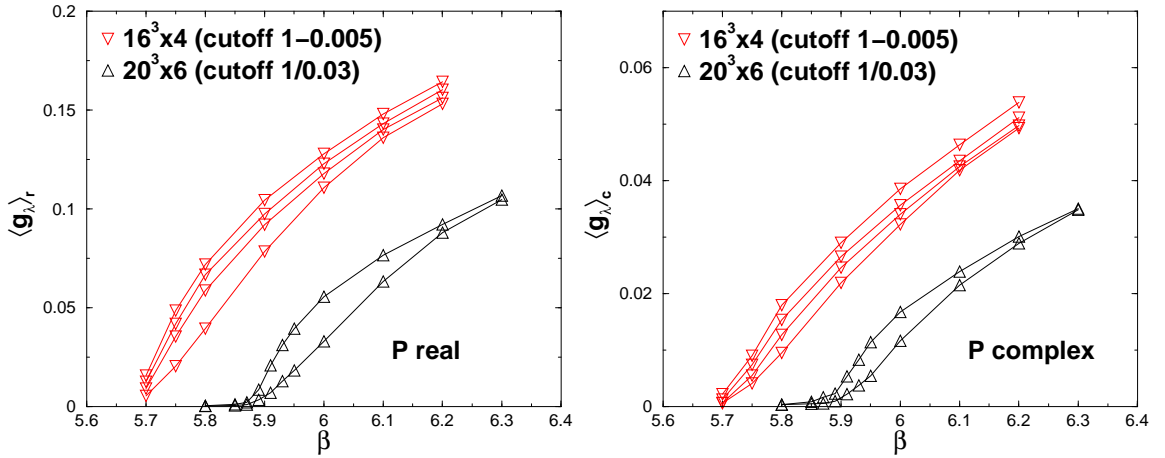 0.2
0.15
0.1
0.05
0
⟨g_λ⟩_r
16³x4 (cutoff 1−0.005)
20³x6 (cutoff 1/0.03)
P real
5.6 5.7 5.8 5.9 6 6.1 6.2 6.3 6.4
β
0.06
0.04
0.02
0
⟨g_λ⟩_c
16³x4 (cutoff 1−0.005)
20³x6 (cutoff 1/0.03)
P complex
5.6 5.7 5.8 5.9 6 6.1 6.2 6.3 6.4
β